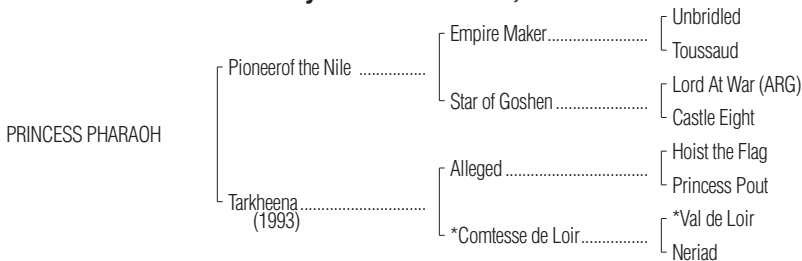 Unbridled
Empire Maker
Toussaud
Pioneerof the Nile
Lord At War (ARG)
Star of Goshen
Castle Eight
PRINCESS PHARAOH
Hoist the Flag
Alleged
Princess Pout
Tarkheena
(1993)
*Val de Loir
*Comtesse de Loir
Neriad